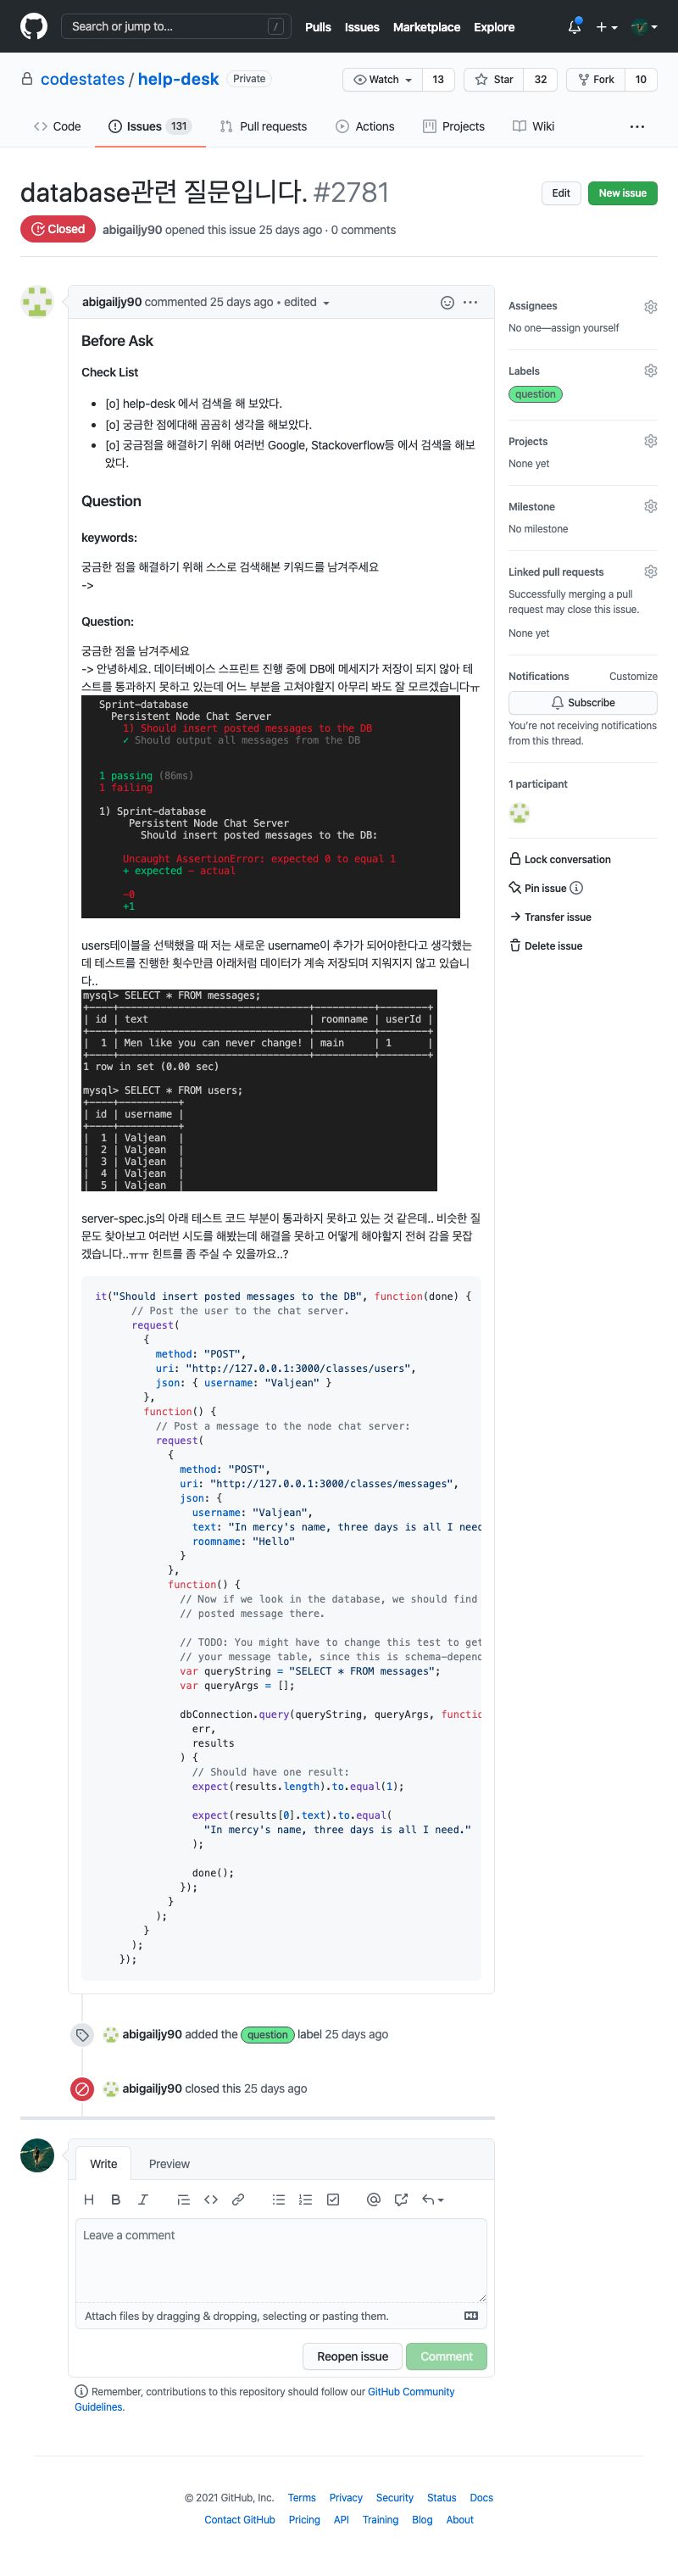 Search or jump to... /
Pulls Issues Marketplace Explore
codestates / help-desk Private
Watch 13 Star 32 Fork 10
Code Issues 131 Pull requests Actions Projects Wiki
database관련 질문입니다. #2781
Edit New issue
Closed abigailjy90 opened this issue 25 days ago · 0 comments
abigailjy90 commented 25 days ago • edited
Before Ask
Check List
• [o] help-desk 에서 검색을 해 보았다.
• [o] 궁금한 점에대해 곰곰히 생각을 해보았다.
• [o] 궁금점을 해결하기 위해 여러번 Google, Stackoverflow등 에서 검색을 해보
았다.
Question
keywords:
궁금한 점을 해결하기 위해 스스로 검색해본 키워드를 남겨주세요
->
Question:
궁금한 점을 남겨주세요
-> 안녕하세요. 데이터베이스 스프린트 진행 중에 DB에 메세지가 저장이 되지 않아 테
스트를 통과하지 못하고 있는데 어느 부분을 고쳐야할지 아무리 봐도 잘 모르겠습니다ㅠ
Sprint-database
Persistent Node Chat Server
1) Should insert posted messages to the DB
✓ Should output all messages from the DB
1 passing (86ms)
1 failing
1) Sprint-database
Persistent Node Chat Server
Should insert posted messages to the DB:
Uncaught AssertionError: expected 0 to equal 1
+ expected - actual
-0
+1
users테이블을 선택했을 때 저는 새로운 username이 추가가 되어야한다고 생각했는
데 테스트를 진행한 횟수만큼 아래처럼 데이터가 계속 저장되며 지워지지 않고 있습니
다..
mysql> SELECT * FROM messages;
+----+--------------------------------+----------+--------+
| id | text | roomname | userId |
+----+--------------------------------+----------+--------+
| 1 | Men like you can never change! | main | 1 |
+----+--------------------------------+----------+--------+
1 row in set (0.00 sec)
mysql> SELECT * FROM users;
+----+----------+
| id | username |
+----+----------+
| 1 | Valjean |
| 2 | Valjean |
| 3 | Valjean |
| 4 | Valjean |
| 5 | Valjean |
server-spec.js의 아래 테스트 코드 부분이 통과하지 못하고 있는 것 같은데.. 비슷한 질
문도 찾아보고 여러번 시도를 해봤는데 해결을 못하고 어떻게 해야할지 전혀 감을 못잡
겠습니다..ㅠㅠ 힌트를 좀 주실 수 있을까요..?
it("Should insert posted messages to the DB", function(done) {
// Post the user to the chat server.
request(
{
method: "POST",
uri: "http://127.0.0.1:3000/classes/users",
json: { username: "Valjean" }
},
function() {
// Post a message to the node chat server:
request(
{
method: "POST",
uri: "http://127.0.0.1:3000/classes/messages",
json: {
username: "Valjean",
text: "In mercy's name, three days is all I need
roomname: "Hello"
}
},
function() {
// Now if we look in the database, we should find
// posted message there.
// TODO: You might have to change this test to get
// your message table, since this is schema-depend
var queryString = "SELECT * FROM messages";
var queryArgs = [];
dbConnection.query(queryString, queryArgs, functio
err,
results
) {
// Should have one result:
expect(results.length).to.equal(1);
expect(results[0].text).to.equal(
"In mercy's name, three days is all I need."
);
done();
});
}
);
}
);
});
abigailjy90 added the question label 25 days ago
abigailjy90 closed this 25 days ago
Write Preview
Leave a comment
Attach files by dragging & dropping, selecting or pasting them.
Reopen issue Comment
Remember, contributions to this repository should follow our GitHub Community
Guidelines.
Assignees
No one—assign yourself
Labels
question
Projects
None yet
Milestone
No milestone
Linked pull requests
Successfully merging a pull
request may close this issue.
None yet
Notifications Customize
Subscribe
You're not receiving notifications
from this thread.
1 participant
Lock conversation
Pin issue
Transfer issue
Delete issue
© 2021 GitHub, Inc. Terms Privacy Security Status Docs
Contact GitHub Pricing API Training Blog About